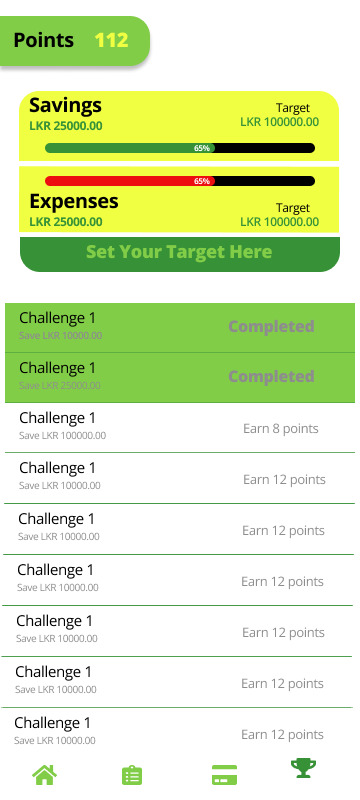 Points 112
Savings
Target
LKR 25000.00 LKR 100000.00
65%
65%
Expenses
Target
LKR 25000.00 LKR 100000.00
Set Your Target Here
Challenge 1
Save LKR 10000.00
Completed
Challenge 1
Save LKR 25000.00
Completed
Challenge 1
Save LKR 100000.00
Earn 8 points
Challenge 1
Save LKR 10000.00
Earn 12 points
Challenge 1
Save LKR 10000.00
Earn 12 points
Challenge 1
Save LKR 10000.00
Earn 12 points
Challenge 1
Save LKR 10000.00
Earn 12 points
Challenge 1
Save LKR 10000.00
Earn 12 points
Challenge 1
Save LKR 10000.00
Earn 12 points